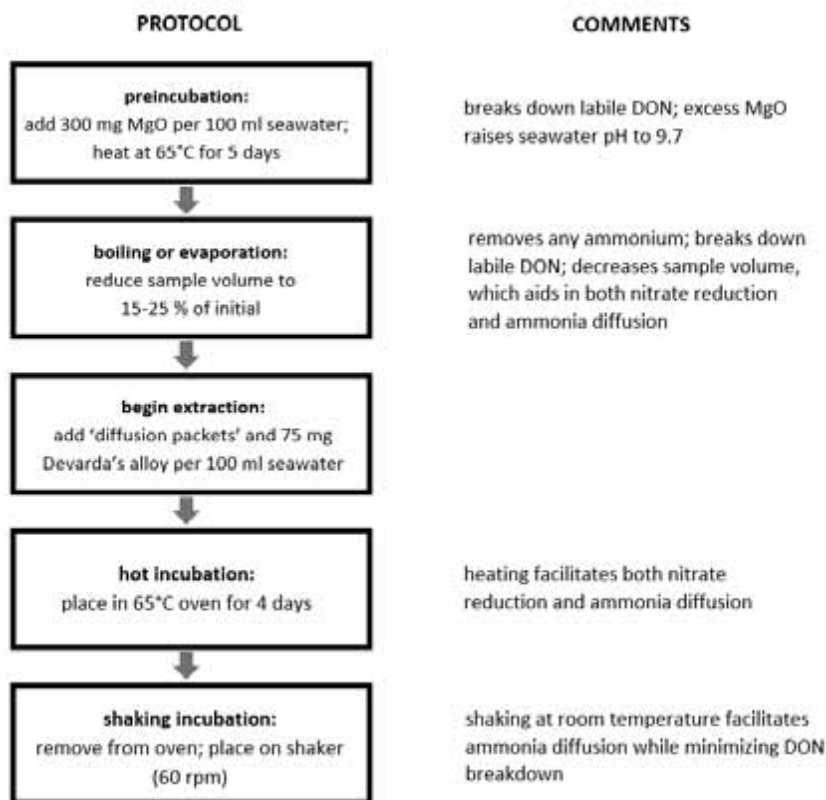 PROTOCOL
COMMENTS
preincubation:
add 300 mg MgO per 100 ml seawater;
heat at 65°C for 5 days
breaks down labile DON; excess MgO
raises seawater pH to 9.7
boiling or evaporation:
reduce sample volume to
15-25 % of initial
removes any ammonium; breaks down
labile DON; decreases sample volume,
which aids in both nitrate reduction
and ammonia diffusion
begin extraction:
add 'diffusion packets' and 75 mg
Devarda's alloy per 100 ml seawater
hot incubation:
place in 65°C oven for 4 days
heating facilitates both nitrate
reduction and ammonia diffusion
shaking incubation:
remove from oven; place on shaker
(60 rpm)
shaking at room temperature facilitates
ammonia diffusion while minimizing DON
breakdown